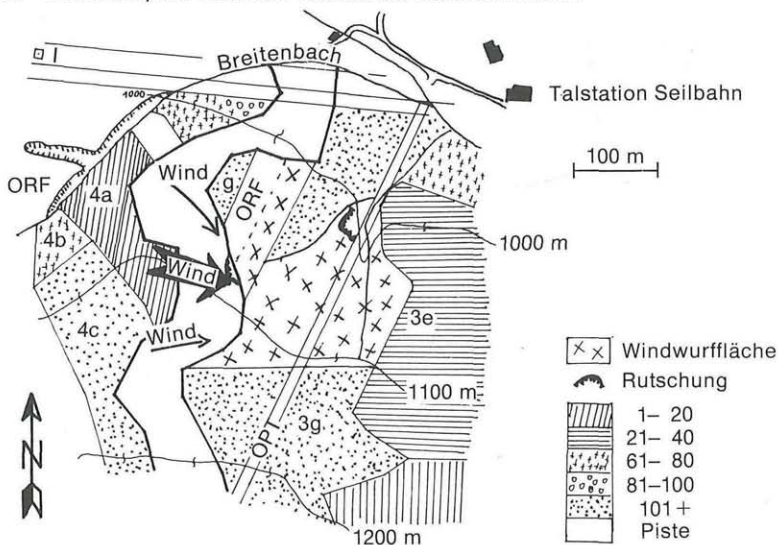 Breitenbach
I
1000
Talstation Seilbahn
100 m
ORF
4a
Wind
g
ORF
4b
Wind
1000 m
4c
Wind
3e
1100 m
3g
OPT
1200 m
N
Windwurffläche
Rutschung
1– 20
21– 40
61– 80
81–100
101 +
Piste